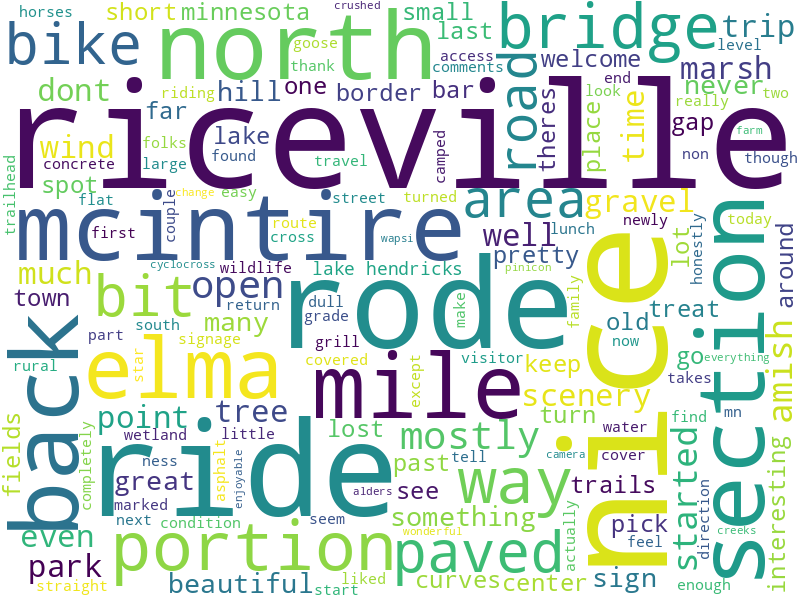 horses
short
minnesota
crushed
small
last
bridge
trip
bike
north
goose
thank
access
comments
welcome
end
level
marsh
dont
riding
hill
one
border
bar
road
never
look
really
two
riceville
wind
far
folks
lake
found
large
travel
camped
theres
place
time
gap
farm
non
though
concrete
spot
trailhead
flat
easy
change
couple
street
turned
area
gravel
newly
today
mcintire
first
route
cross
wapsi
well
lunch
pretty
nice
lot
honestly
around
much
cyclocross
wildlife
lake hendricks
pinicon
section
town
bit
open
return
dull
grade
rode
make
family
old
treat
now
go
takes
amish
many
south
signage
part
grill
covered
visitor
keep
mn
everything
rural
back
elma
star
mile
except
scenery
find
interesting
point
tree
turn
fields
completely
wetland
little
lost
mostly
water
cover
ride
ness
asphalt
enjoyable
great
past
tell
way
camera
trails
feel
started
direction
marked
alders
see
next
condition
seem
something
actually
pick
creeks
even
portion
wonderful
paved
park
straight
beautiful
start
liked
curves
center
sign
enough